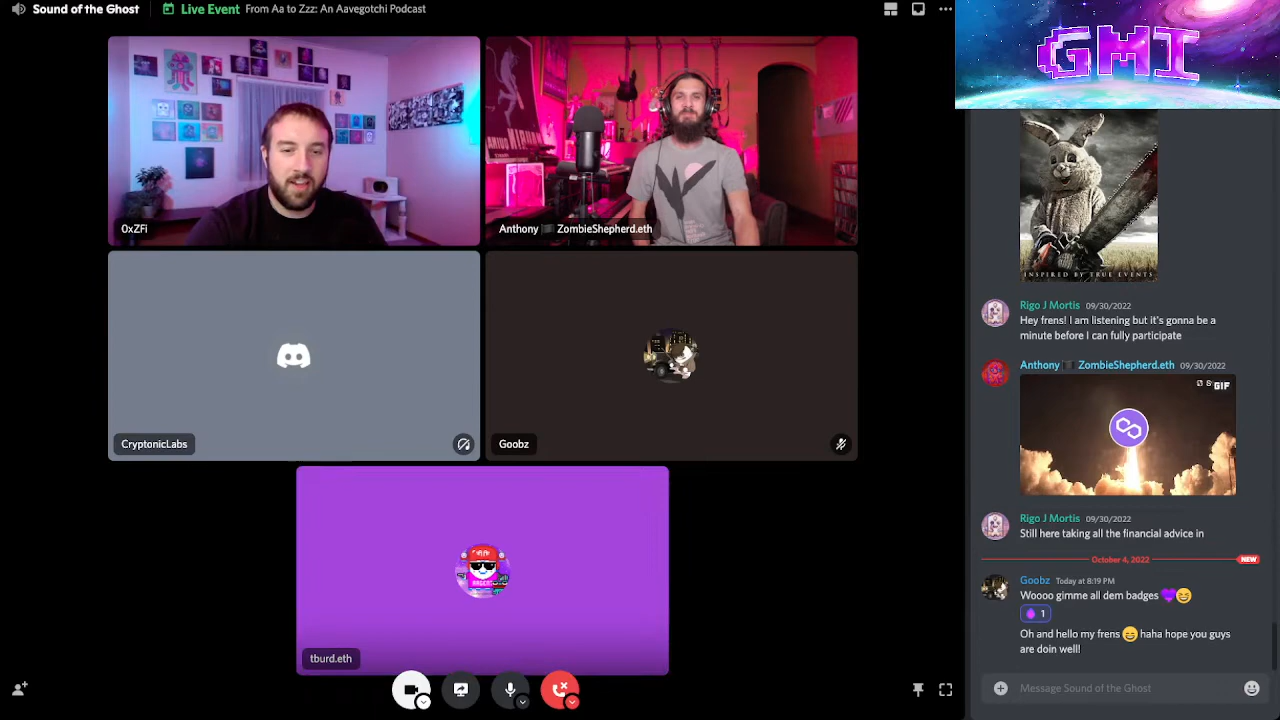 Sound of the Ghost
Live Event From Aa to Zzz: An Aavegotchi Podcast
GMI
0xZFi
Anthony ZombieShepherd.eth
CryptonicLabs
Goobz
tburd.eth
INSPIRED BY TRUE EVENTS
Rigo J Mortis 09/30/2022
Hey frens! I am listening but it's gonna be a
minute before I can fully participate
Anthony ZombieShepherd.eth 09/30/2022
GIF
Rigo J Mortis 09/30/2022
Still here taking all the financial advice in
October 4, 2022 NEW
Goobz Today at 8:19 PM
Woooo gimme all dem badges 💜😄
1
Oh and hello my frens 😄 haha hope you guys
are doin well!
Message Sound of the Ghost